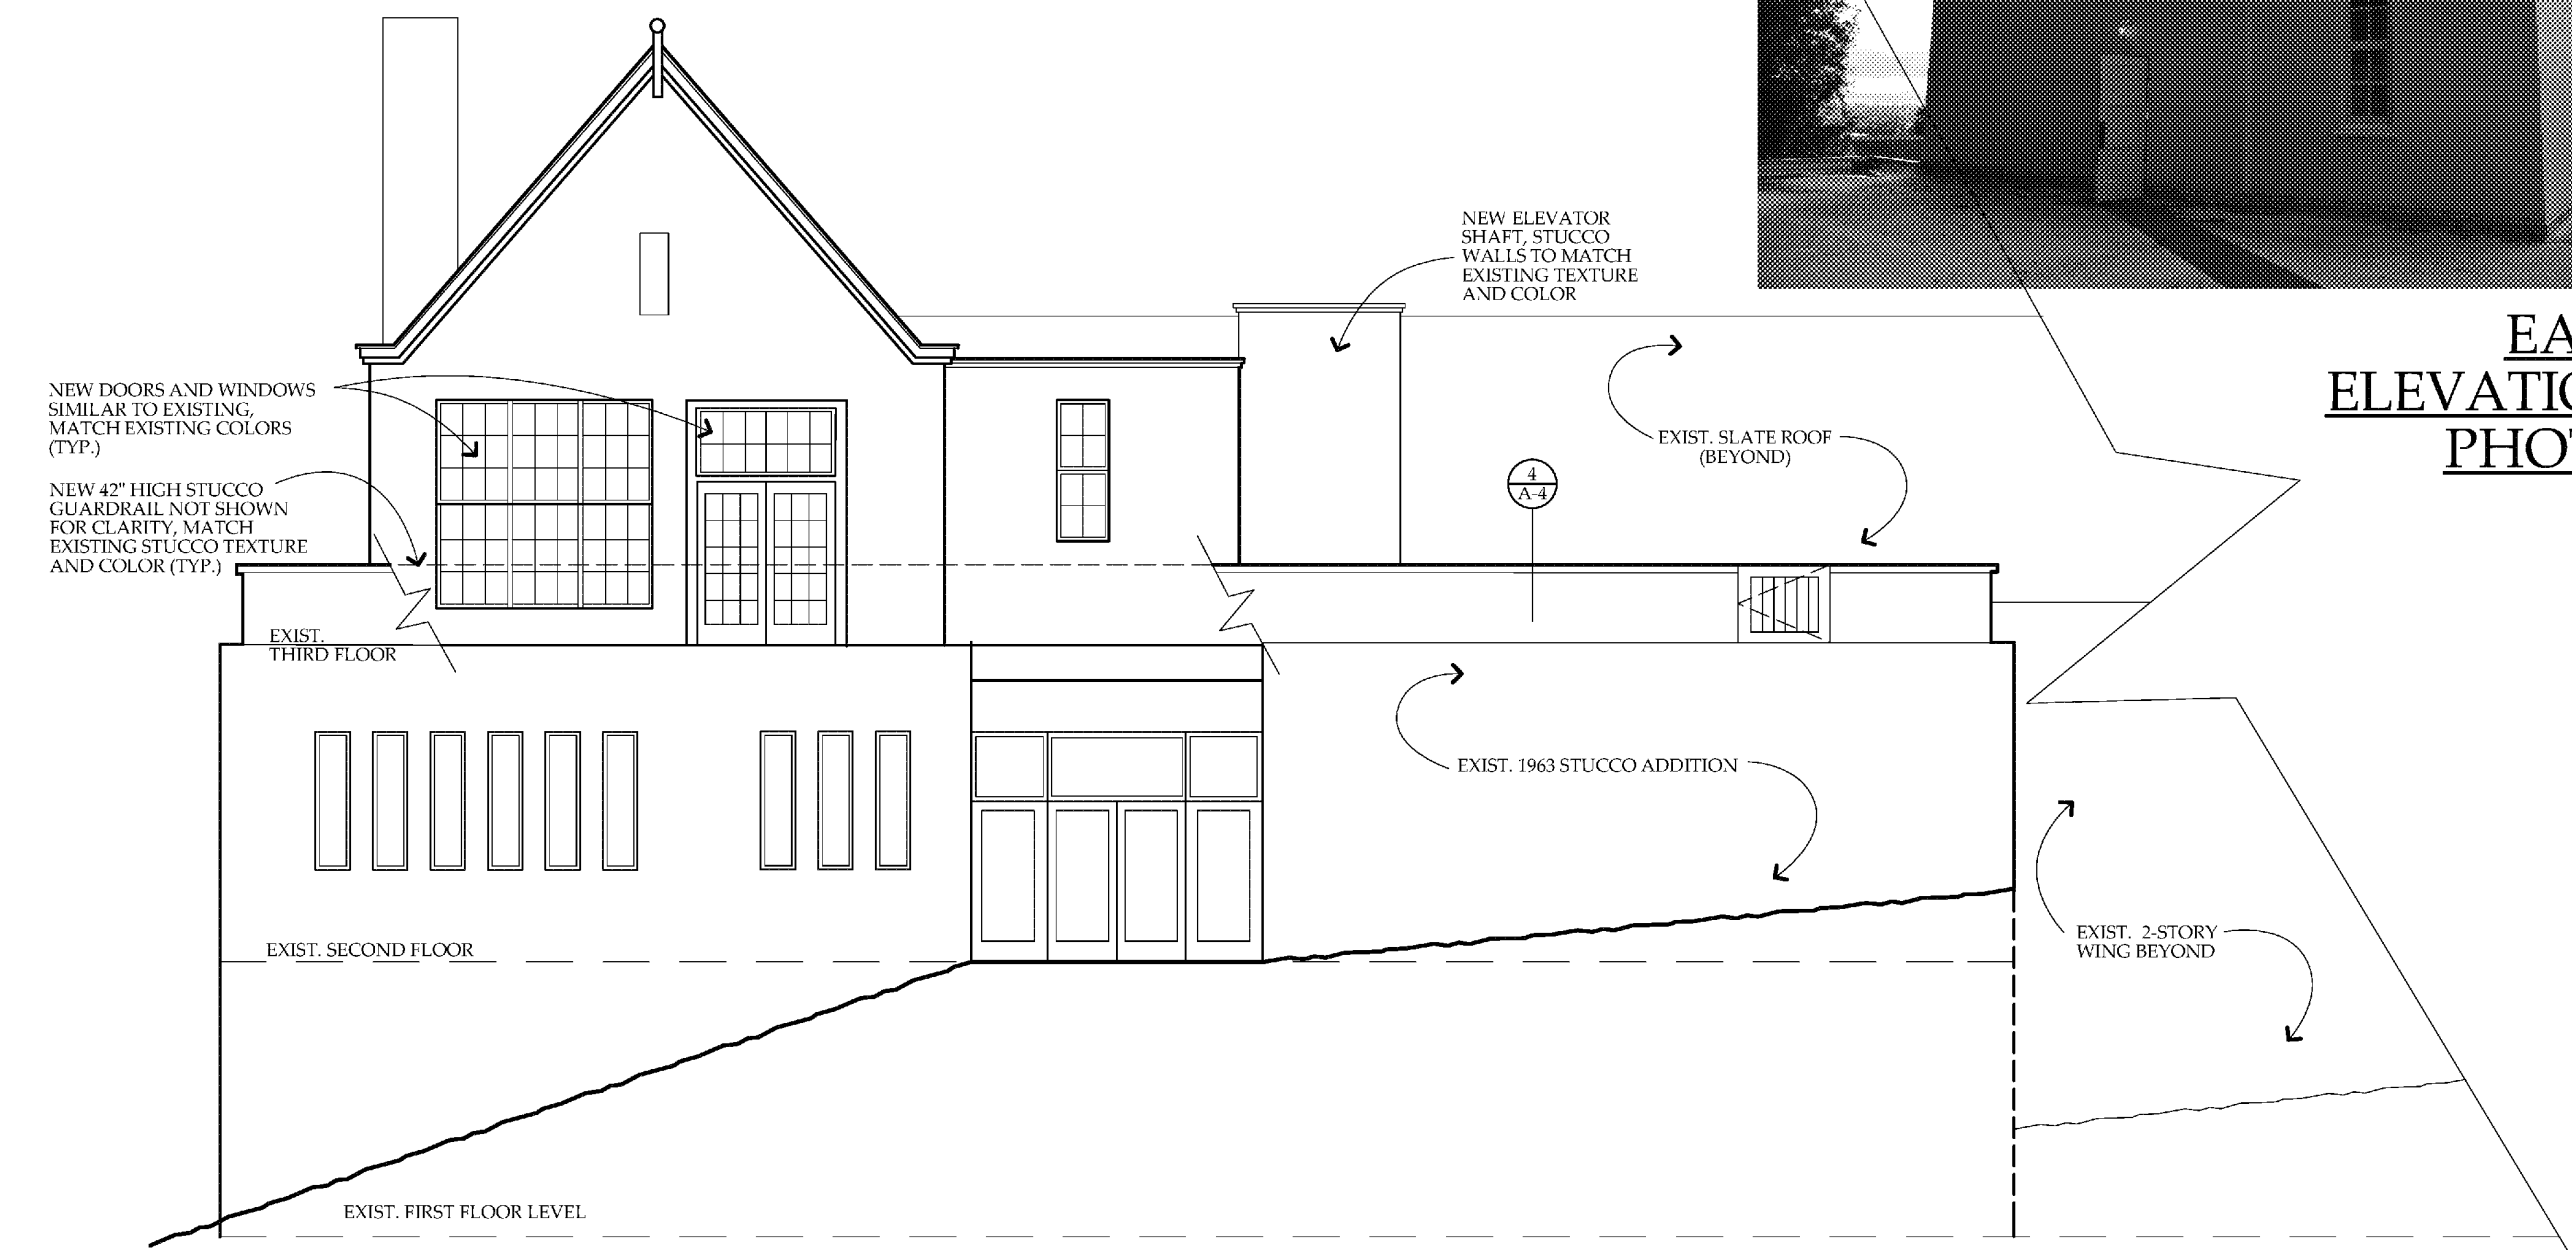 NEW ELEVATOR
SHAFT, STUCCO
WALLS TO MATCH
EXISTING TEXTURE
AND COLOR
EA
ELEVATIO
PHOT
NEW DOORS AND WINDOWS
SIMILAR TO EXISTING,
MATCH EXISTING COLORS
(TYP.)
EXIST. SLATE ROOF
(BEYOND)
4
A-4
NEW 42" HIGH STUCCO
GUARDRAIL NOT SHOWN
FOR CLARITY, MATCH
EXISTING STUCCO TEXTURE
AND COLOR (TYP.)
EXIST.
THIRD FLOOR
EXIST. 1963 STUCCO ADDITION
EXIST. SECOND FLOOR
EXIST. 2-STORY
WING BEYOND
EXIST. FIRST FLOOR LEVEL